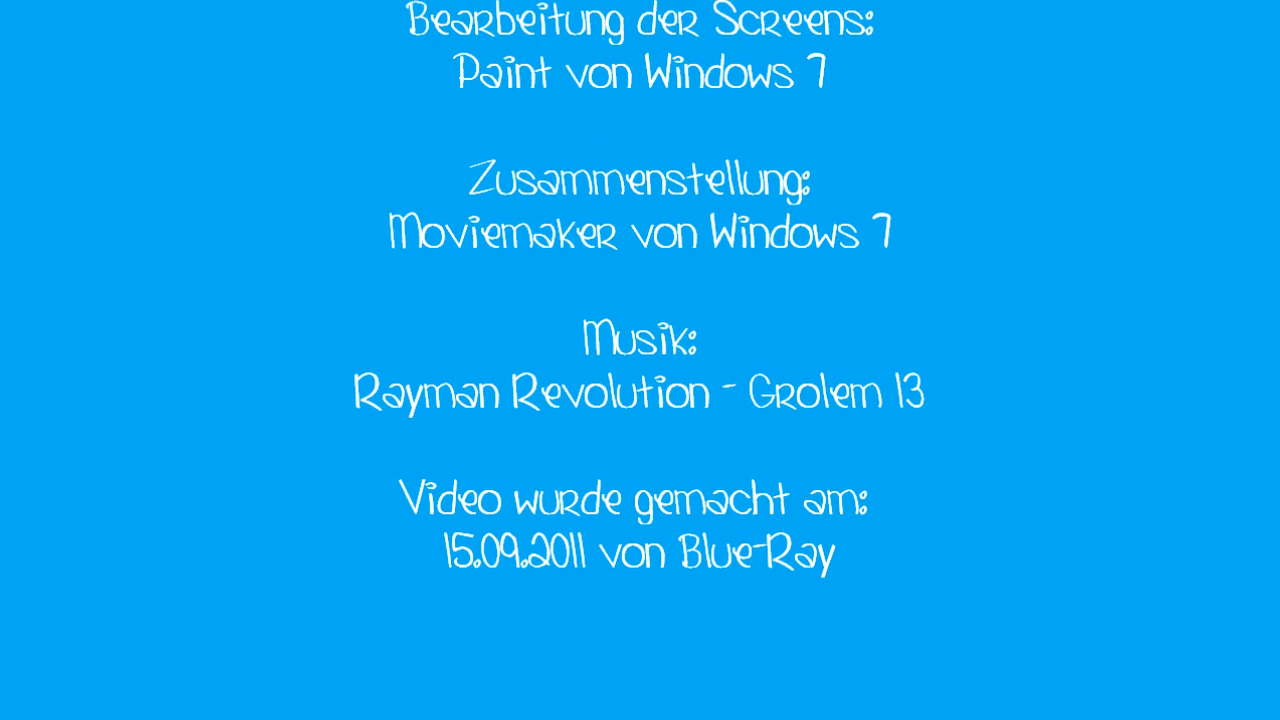 Bearbeitung der Screens:
Paint von Windows 7
Zusammenstellung:
Moviemaker von Windows 7
Musik:
Rayman Revolution - Grolem 13
Video wurde gemacht am:
15.09.2011 von Blue-Ray